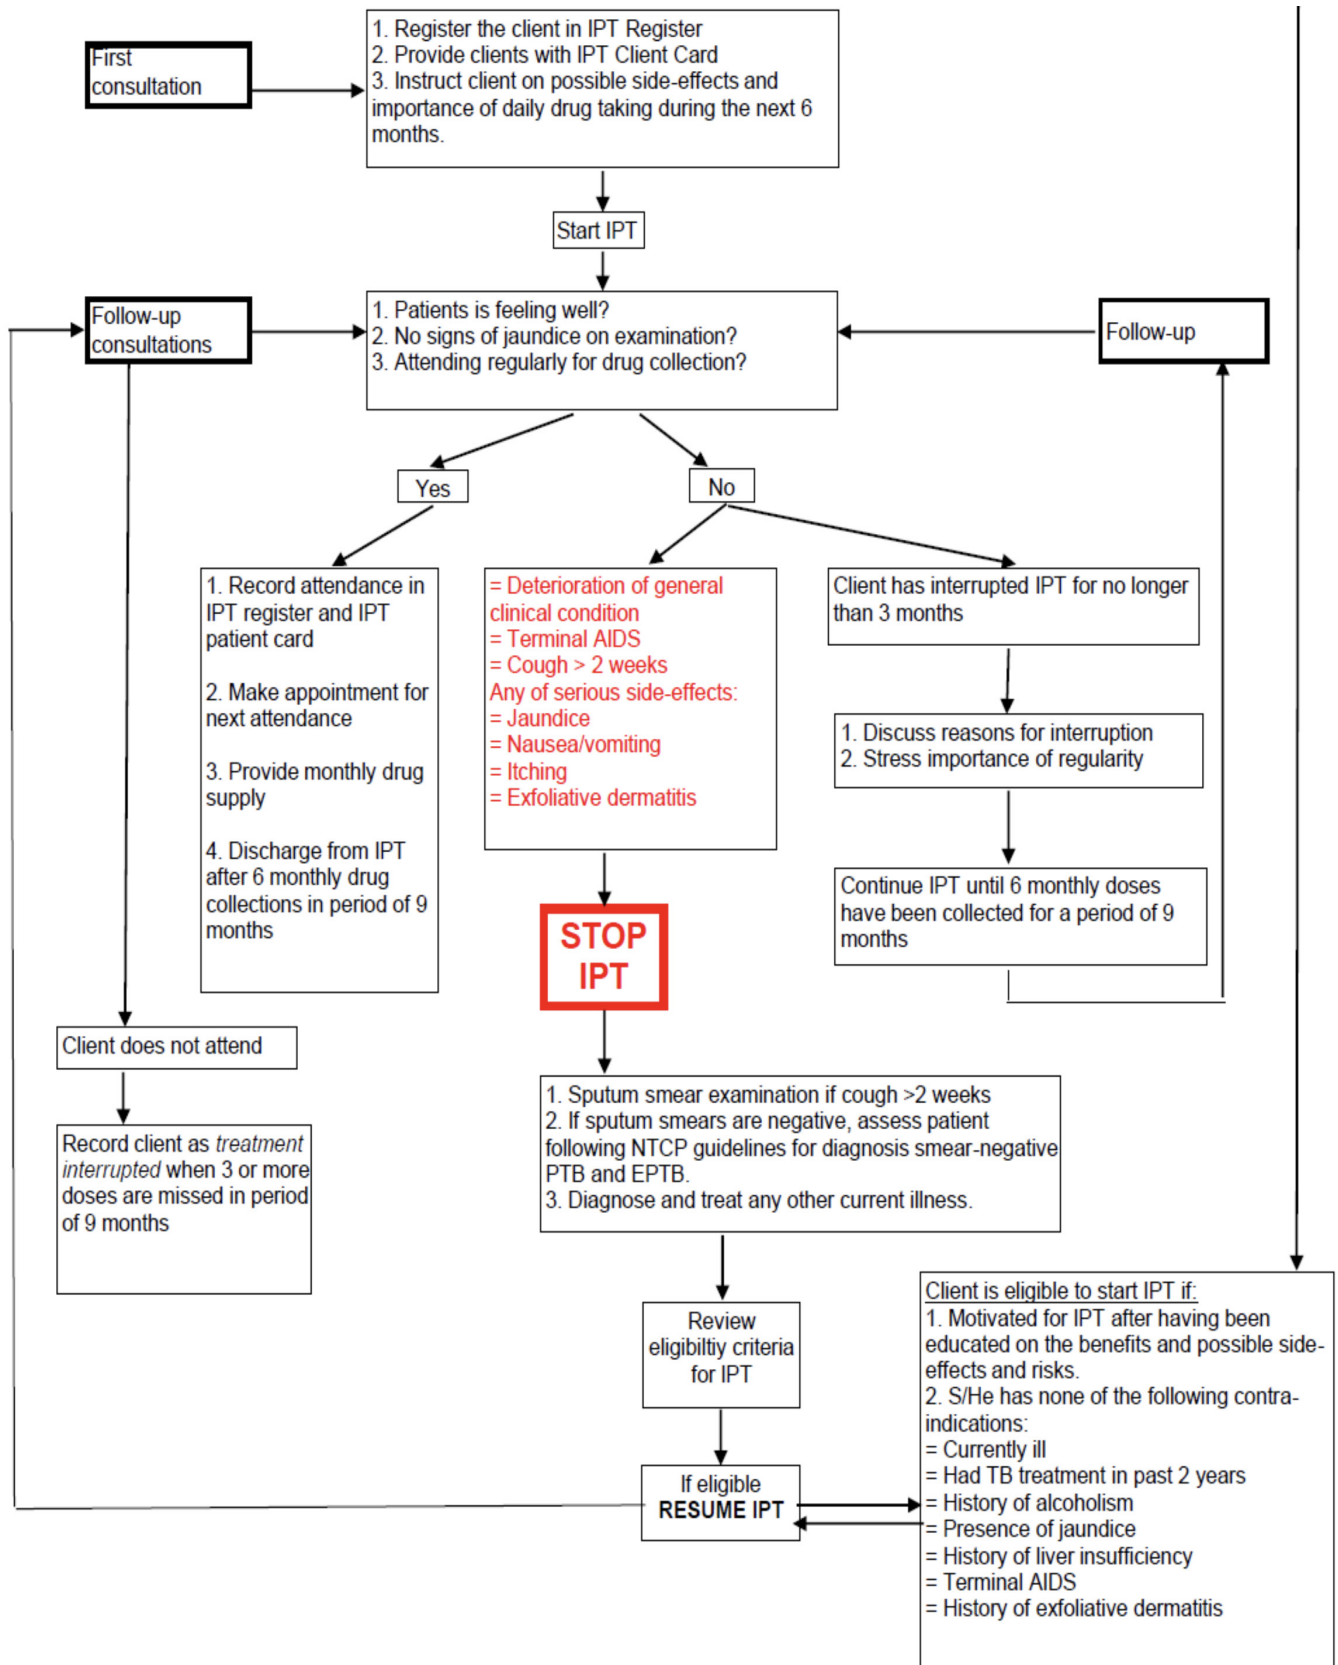 First
consultation
1. Register the client in IPT Register
2. Provide clients with IPT Client Card
3. Instruct client on possible side-effects and
importance of daily drug taking during the next 6
months.
Start IPT
Follow-up
consultations
1. Patients is feeling well?
2. No signs of jaundice on examination?
3. Attending regularly for drug collection?
Follow-up
Yes
No
1. Record attendance in
IPT register and IPT
patient card
2. Make appointment for
next attendance
3. Provide monthly drug
supply
4. Discharge from IPT
after 6 monthly drug
collections in period of 9
months
= Deterioration of general
clinical condition
= Terminal AIDS
= Cough > 2 weeks
Any of serious side-effects:
= Jaundice
= Nausea/vomiting
= Itching
= Exfoliative dermatitis
Client has interrupted IPT for no longer
than 3 months
1. Discuss reasons for interruption
2. Stress importance of regularity
Continue IPT until 6 monthly doses
have been collected for a period of 9
months
STOP
IPT
Client does not attend
Record client as treatment
interrupted when 3 or more
doses are missed in period
of 9 months
1. Sputum smear examination if cough >2 weeks
2. If sputum smears are negative, assess patient
following NTCP guidelines for diagnosis smear-negative
PTB and EPTB.
3. Diagnose and treat any other current illness.
Review
eligibiltiy criteria
for IPT
If eligible
RESUME IPT
Client is eligible to start IPT if:
1. Motivated for IPT after having been
educated on the benefits and possible side-
effects and risks.
2. S/He has none of the following contra-
indications:
= Currently ill
= Had TB treatment in past 2 years
= History of alcoholism
= Presence of jaundice
= History of liver insufficiency
= Terminal AIDS
= History of exfoliative dermatitis